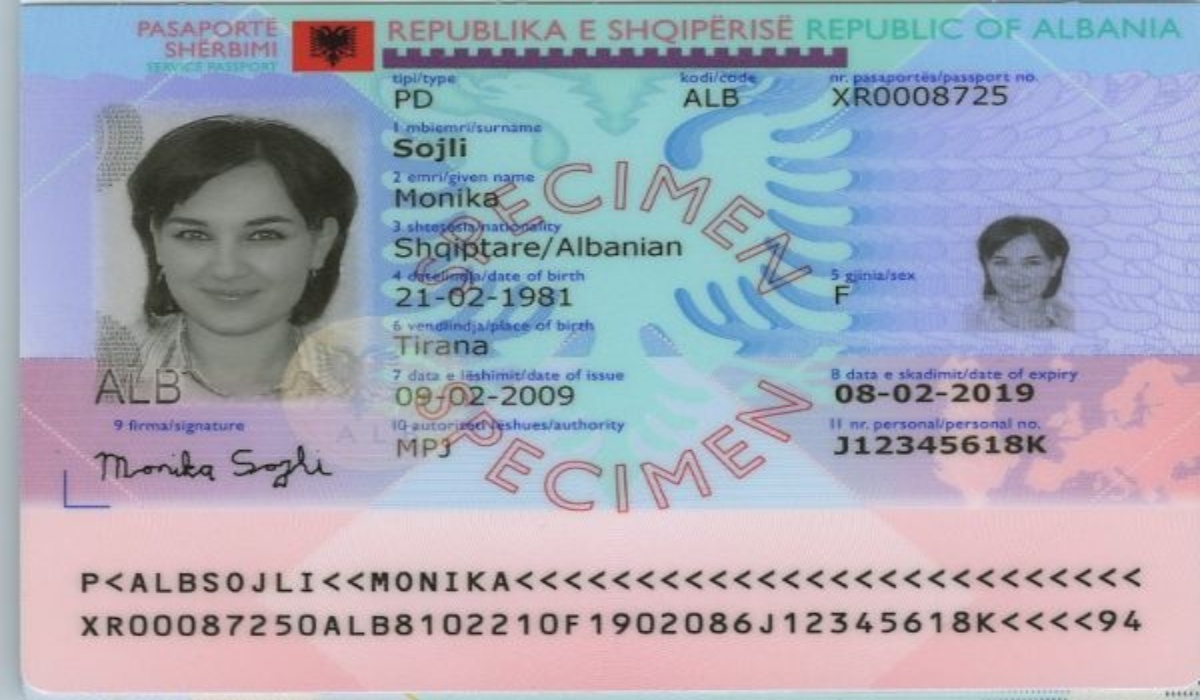 PASAPORTË REPUBLIKA E SHQIPËRISË REPUBLIC OF ALBANIA
SHËRBIMI
SERVICE PASSPORT
tipi/type kodi/code nr. pasaportës/passport no.
PD ALB XR0008725
1 mbiemri/surname
Sojli
2 emri/given name
Monika
3 shtetësia/nationality
Shqiptare/Albanian
4 datëlindja/date of birth 5 gjinia/sex
21-02-1981 F
6 vendlindja/place of birth
Tirana
7 data e lëshimit/date of issue 8 data e skadimit/date of expiry
09-02-2009 08-02-2019
ALB
9 firma/signature 10 autoriteti lëshues/authority 11 nr. personal/personal no.
MPJ J12345618K
Monika Sojli
SPECIMEN
SPECIMEN
P<ALBSOJLI<<MONIKA<<<<<<<<<<<<<<<<<<<<<<<<<<
XR00087250ALB8102210F1902086J12345618K<<<<94